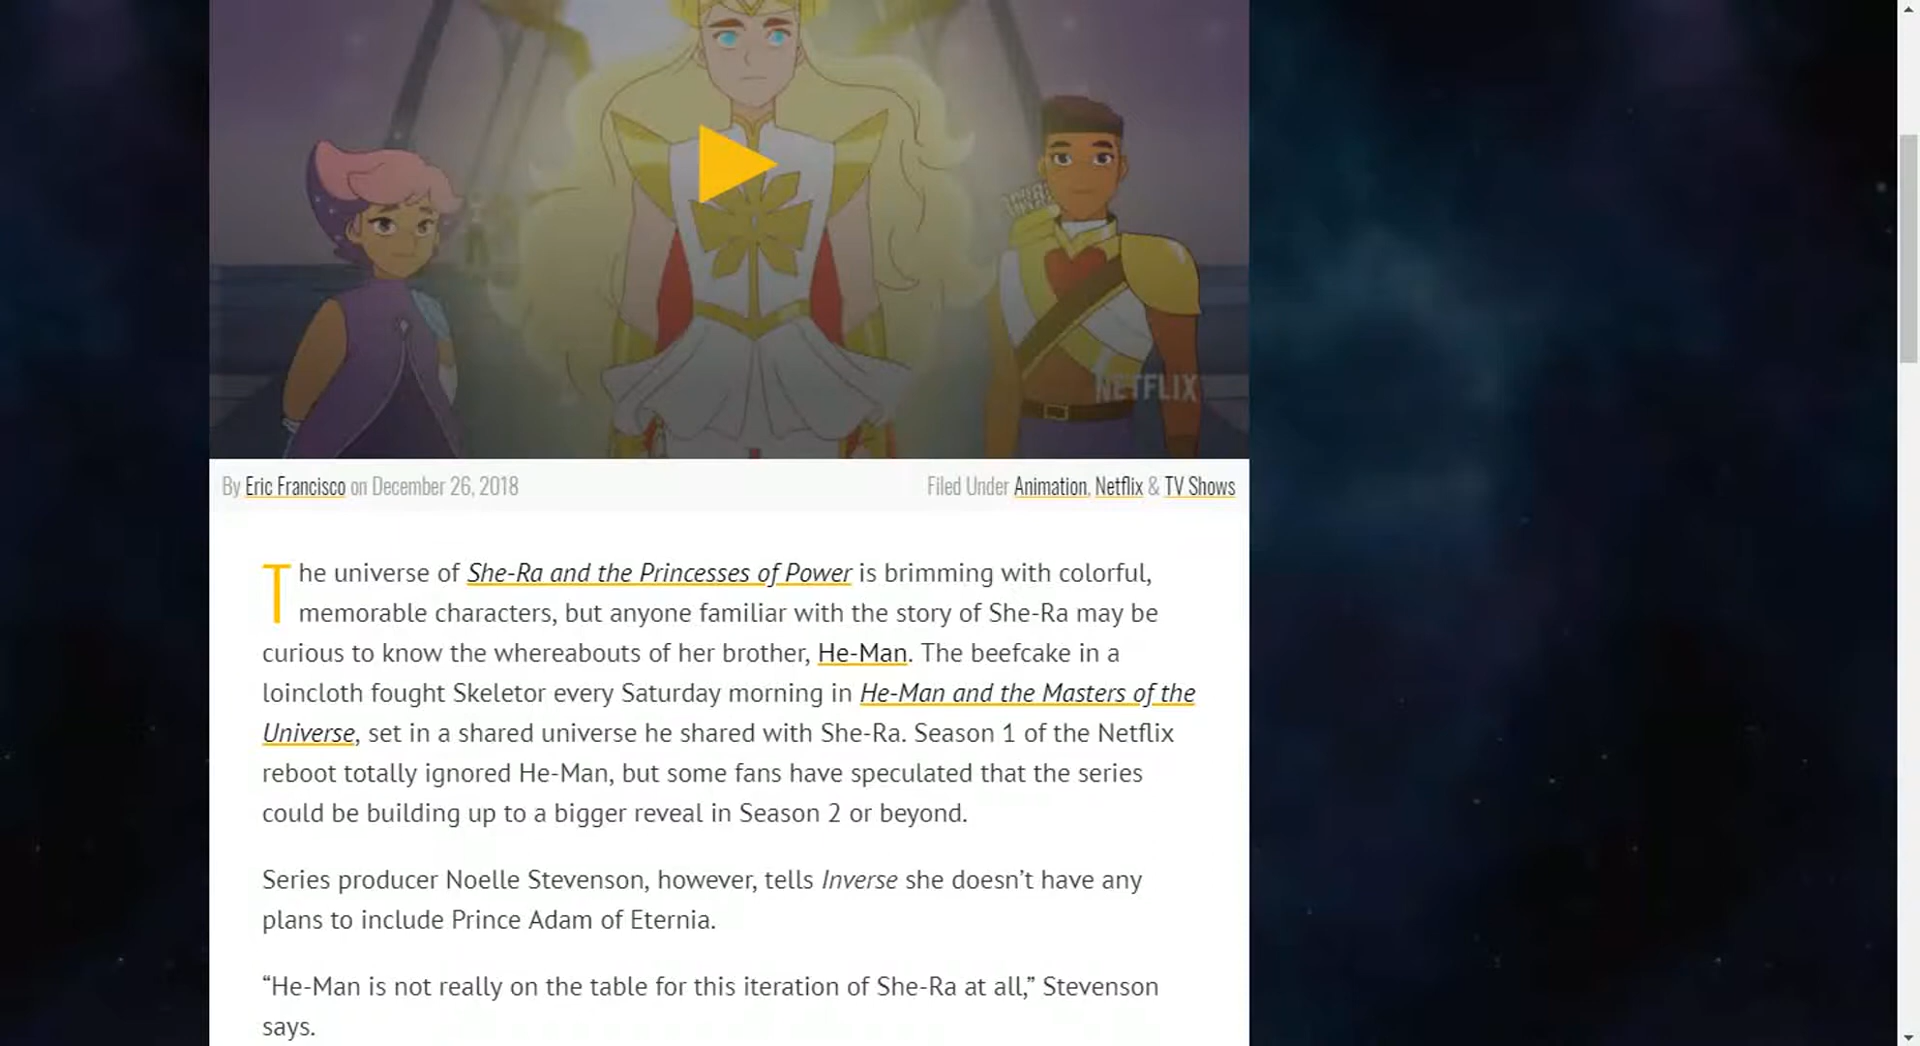 NETFLIX
By Eric Francisco on December 26, 2018
Filed Under Animation, Netflix & TV Shows
The universe of She-Ra and the Princesses of Power is brimming with colorful,
memorable characters, but anyone familiar with the story of She-Ra may be
curious to know the whereabouts of her brother, He-Man. The beefcake in a
loincloth fought Skeletor every Saturday morning in He-Man and the Masters of the
Universe, set in a shared universe he shared with She-Ra. Season 1 of the Netflix
reboot totally ignored He-Man, but some fans have speculated that the series
could be building up to a bigger reveal in Season 2 or beyond.
Series producer Noelle Stevenson, however, tells Inverse she doesn’t have any
plans to include Prince Adam of Eternia.
“He-Man is not really on the table for this iteration of She-Ra at all,” Stevenson
says.